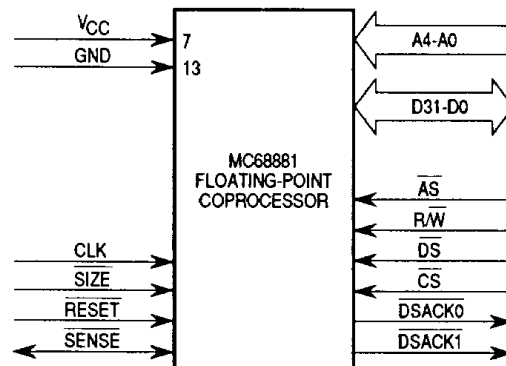 VCC
7
GND
13
A4-A0
D31-D0
MC68881
FLOATING-POINT
COPROCESSOR
AS
R/W
DS
CS
CLK
SIZE
RESET
SENSE
DSACK0
DSACK1